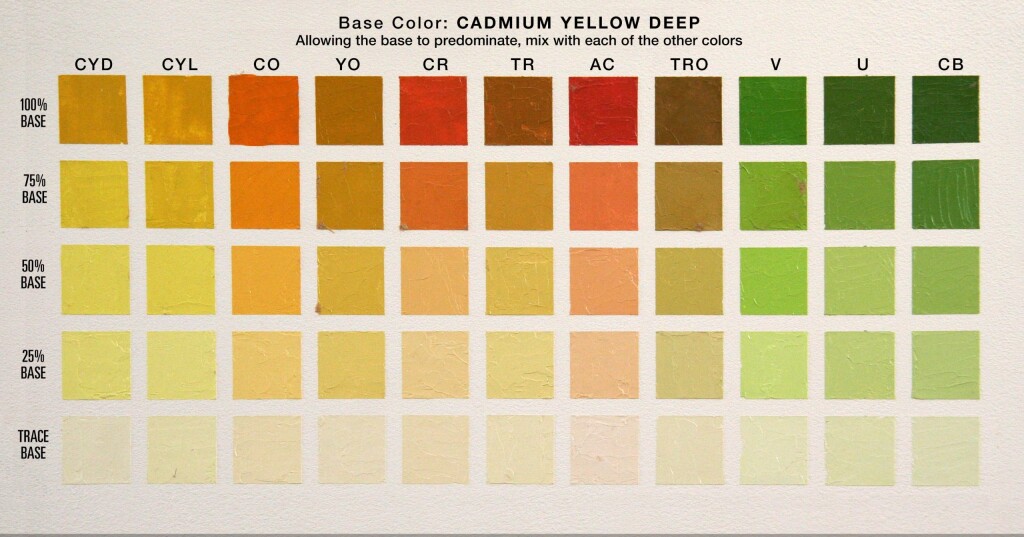 Base Color: CADMIUM YELLOW DEEP
Allowing the base to predominate, mix with each of the other colors
CYD CYL CO YO CR TR AC TRO V U CB
100%
BASE
75%
BASE
50%
BASE
25%
BASE
TRACE
BASE